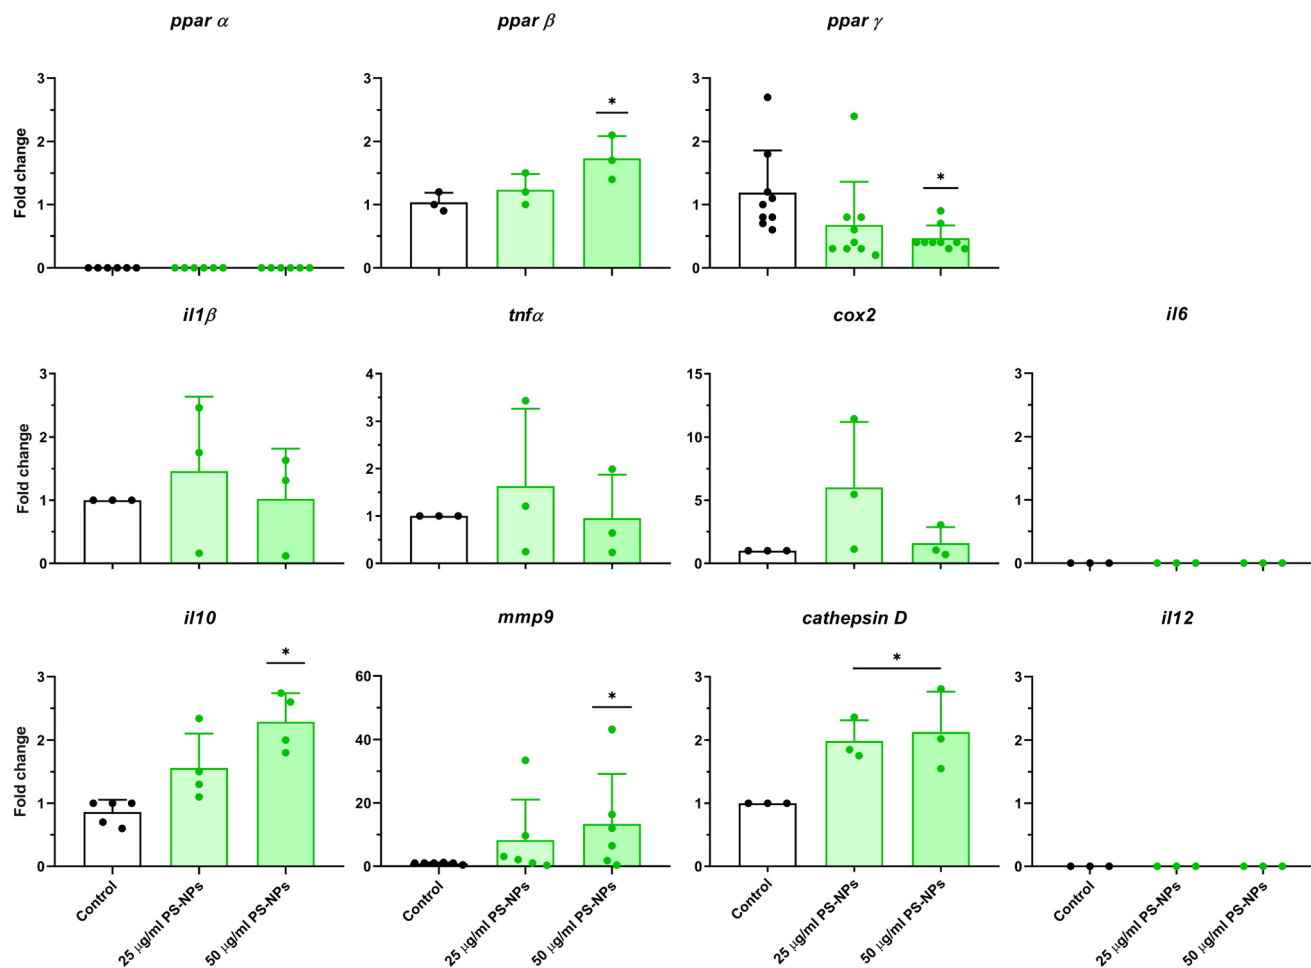 ppar α
ppar β
ppar γ
Fold change
3
2
1
0
3
2
1
0
3
2
1
0
*
*
il1β
tnfα
cox2
il6
Fold change
3
2
1
0
4
3
2
1
0
15
10
5
0
3
2
1
0
il10
mmp9
cathepsin D
il12
Fold change
3
2
1
0
60
40
20
0
3
2
1
0
3
2
1
0
*
*
*
Control
25 µg/ml PS-NPs
50 µg/ml PS-NPs
Control
25 µg/ml PS-NPs
50 µg/ml PS-NPs
Control
25 µg/ml PS-NPs
50 µg/ml PS-NPs
Control
25 µg/ml PS-NPs
50 µg/ml PS-NPs